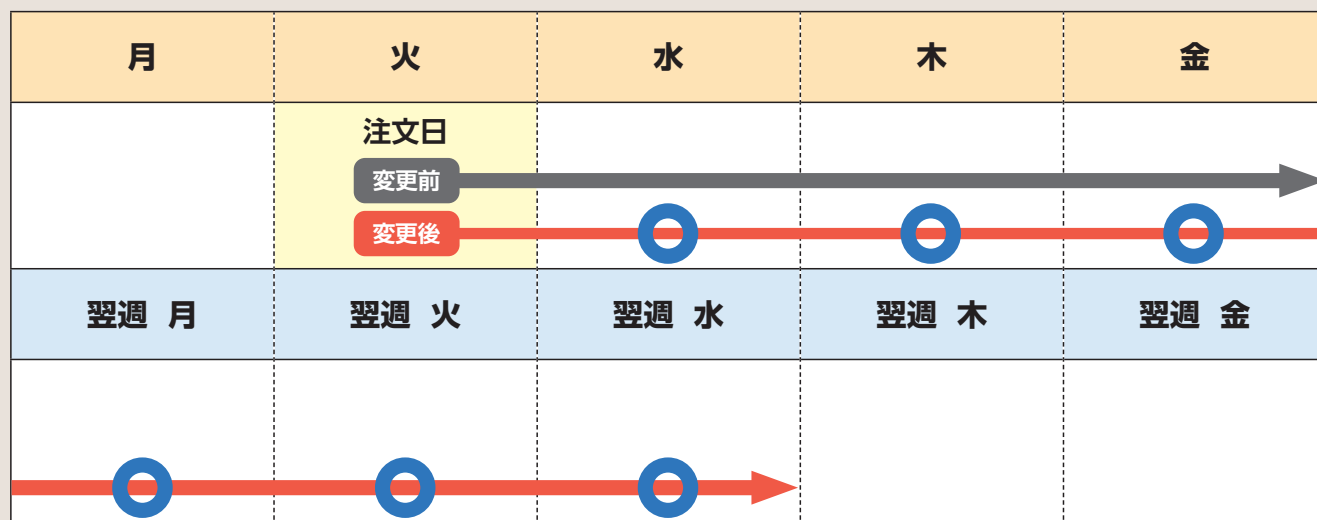 月 火 水 木 金
注文日
変更前
変更後
翌週 月 翌週 火 翌週 水 翌週 木 翌週 金